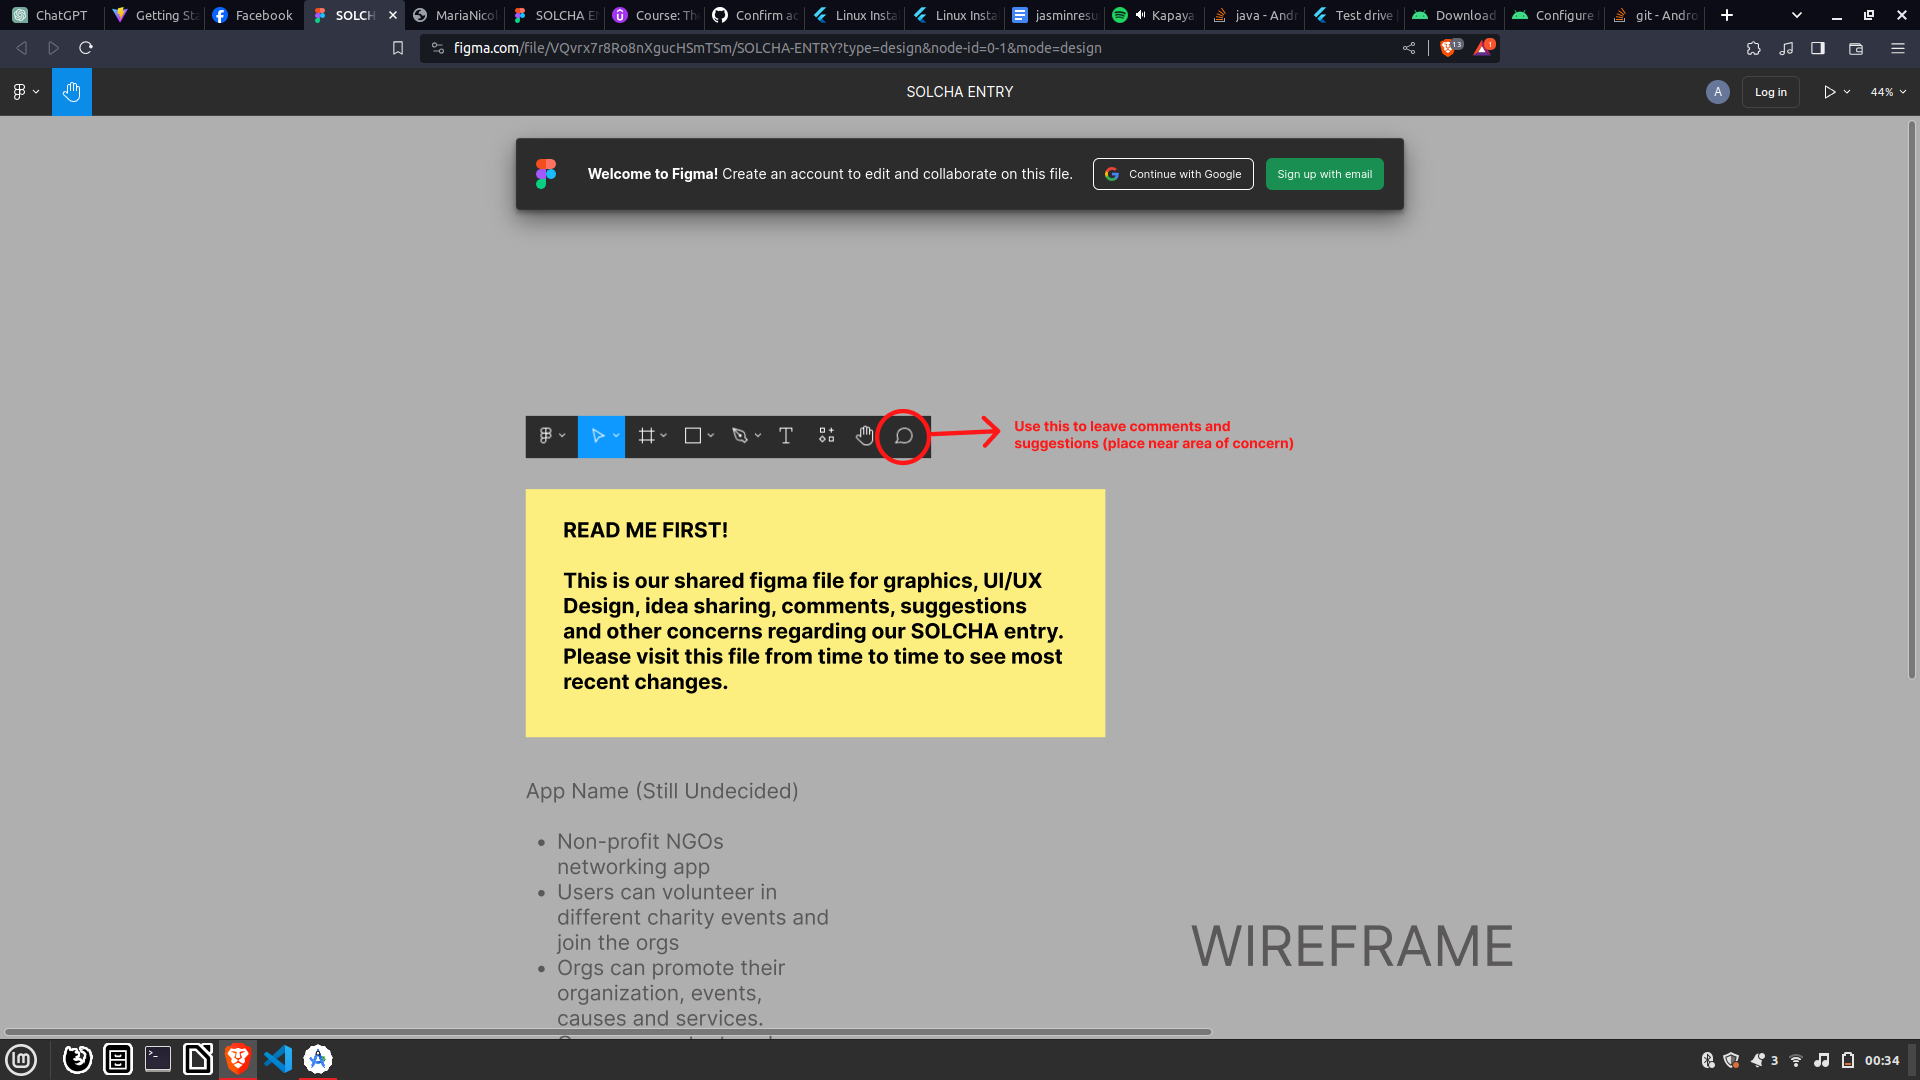 ChatGPT
Getting Sta
Facebook
SOLCH
MariaNicol
SOLCHA EN
Course: The
Confirm ac
Linux Insta
Linux Insta
jasminresu
Kapaya
java - Andr
Test drive
Download
Configure
git - Andro
figma.com/file/VQvrx7r8Ro8nXgucHSmTSm/SOLCHA-ENTRY?type=design&node-id=0-1&mode=design
13
1
SOLCHA ENTRY
A
Log in
44%
Welcome to Figma! Create an account to edit and collaborate on this file.
Continue with Google
Sign up with email
Use this to leave comments and
suggestions (place near area of concern)
READ ME FIRST!
This is our shared figma file for graphics, UI/UX
Design, idea sharing, comments, suggestions
and other concerns regarding our SOLCHA entry.
Please visit this file from time to time to see most
recent changes.
App Name (Still Undecided)
• Non-profit NGOs
networking app
• Users can volunteer in
different charity events and
join the orgs
• Orgs can promote their
organization, events,
causes and services.
WIREFRAME
3
00:34